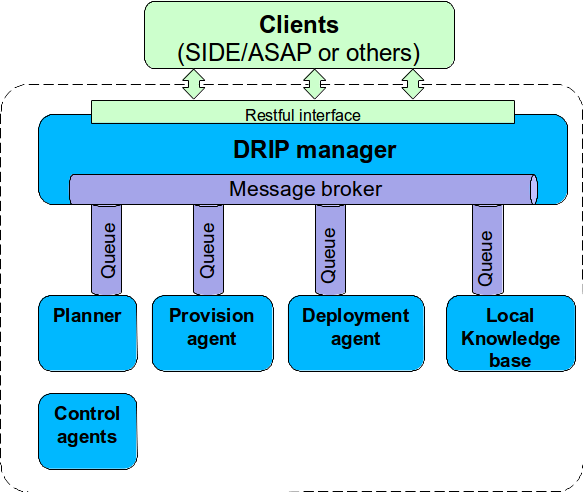 Clients
(SIDE/ASAP or others)
Restful interface
DRIP manager
Message broker
Queue
Queue
Queue
Queue
Planner
Provision
agent
Deployment
agent
Local
Knowledge
base
Control
agents